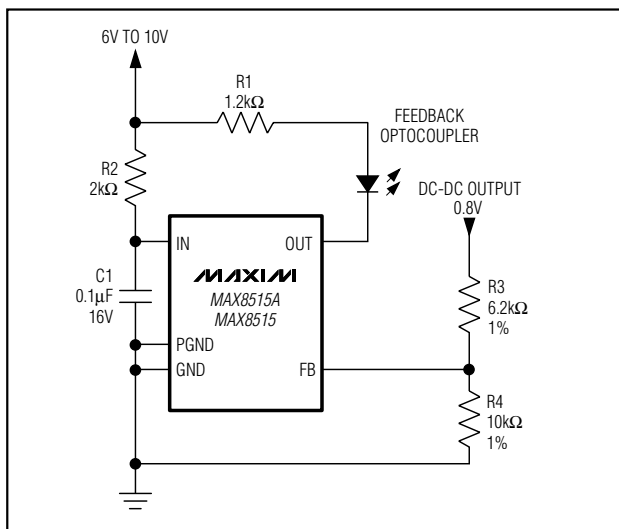 6V TO 10V
R1
1.2kΩ
FEEDBACK
OPTOCOUPLER
R2
2kΩ
DC-DC OUTPUT
0.8V
IN
OUT
MAXIM
MAX8515A
MAX8515
C1
0.1μF
16V
R3
6.2kΩ
1%
PGND
GND
FB
R4
10kΩ
1%